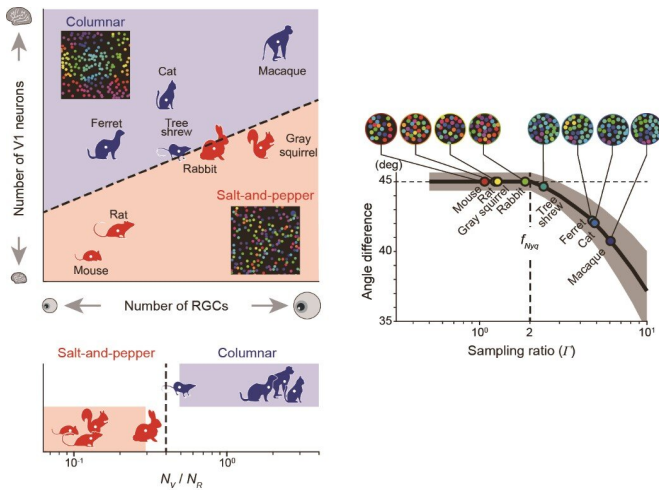 Columnar
Macaque
Cat
Ferret
Tree
shrew
Gray
squirrel
Rabbit
Salt-and-pepper
Rat
Mouse
Number of V1 neurons
Number of RGCs
Salt-and-pepper
Columnar
10⁻¹
10⁰
N_V / N_R
(deg)
45
40
35
Angle difference
Mouse
Rat
Gray squirrel
Rabbit
Tree
shrew
Ferret
Cat
Macaque
f_Nyq
10⁰
2
10¹
Sampling ratio (Γ)